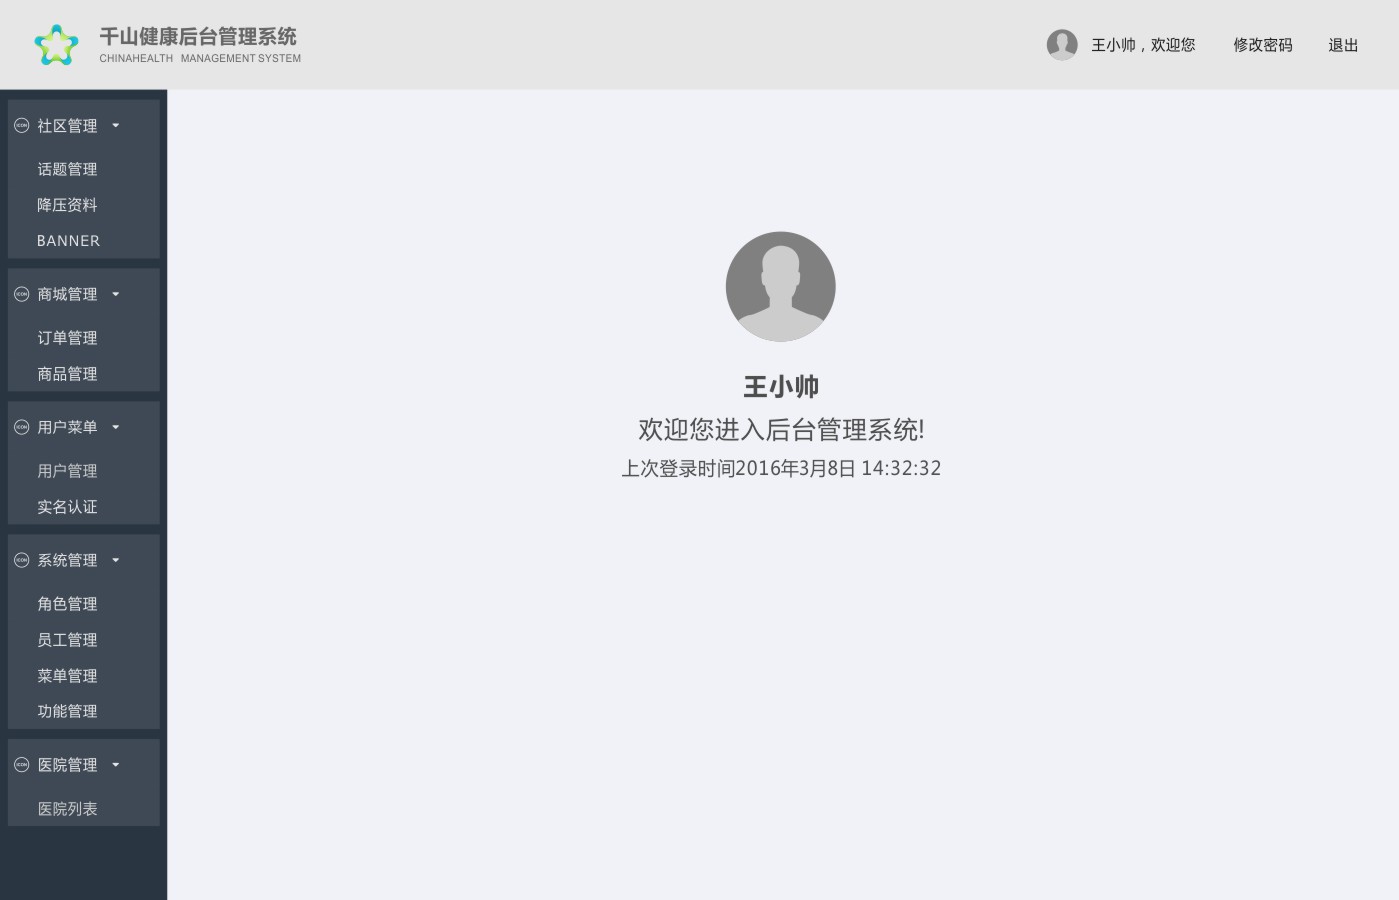 千山健康后台管理系统
CHINAHEALTH MANAGEMENT SYSTEM
王小帅，欢迎您
修改密码
退出
社区管理
话题管理
降压资料
BANNER
商城管理
订单管理
商品管理
用户菜单
用户管理
实名认证
系统管理
角色管理
员工管理
菜单管理
功能管理
医院管理
医院列表
王小帅
欢迎您进入后台管理系统!
上次登录时间2016年3月8日 14:32:32